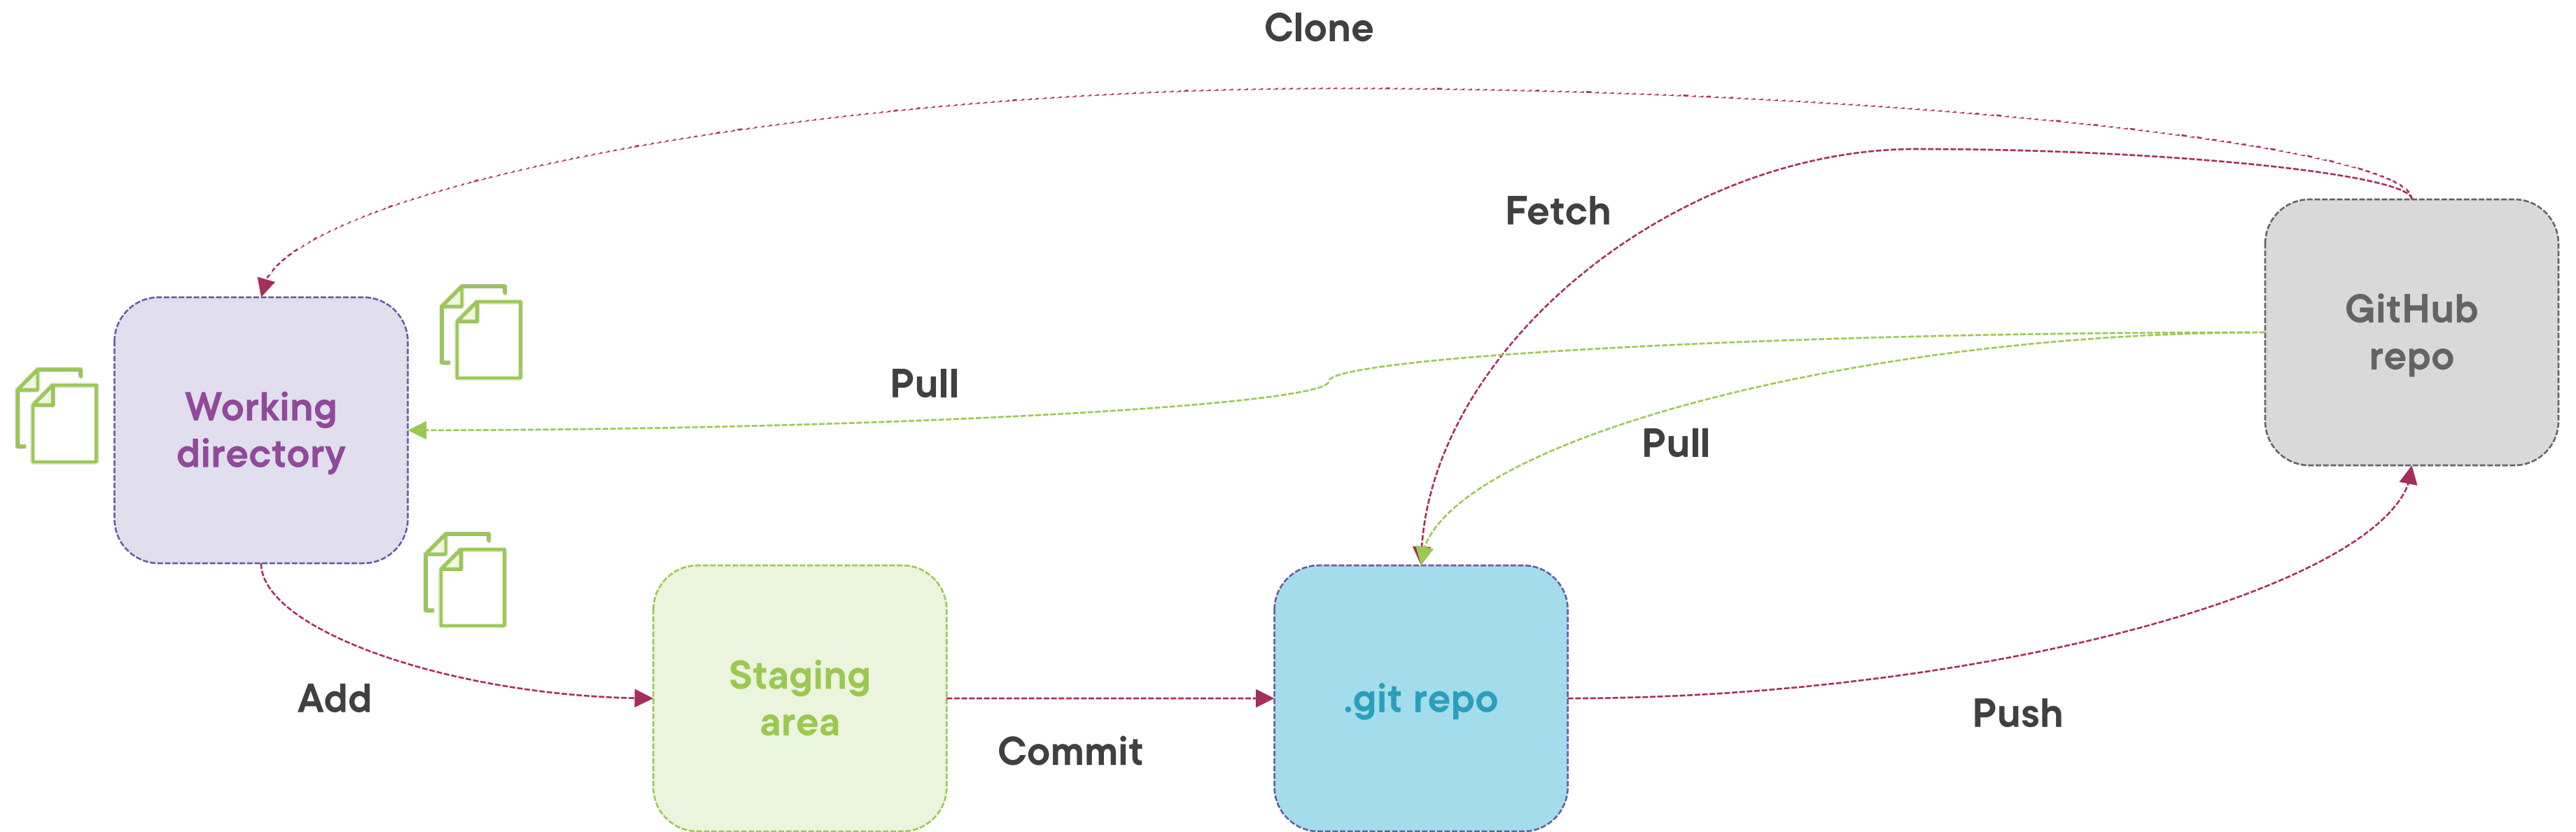 Clone
Fetch
GitHub
repo
Pull
Working
directory
Pull
Staging
area
.git repo
Add
Push
Commit